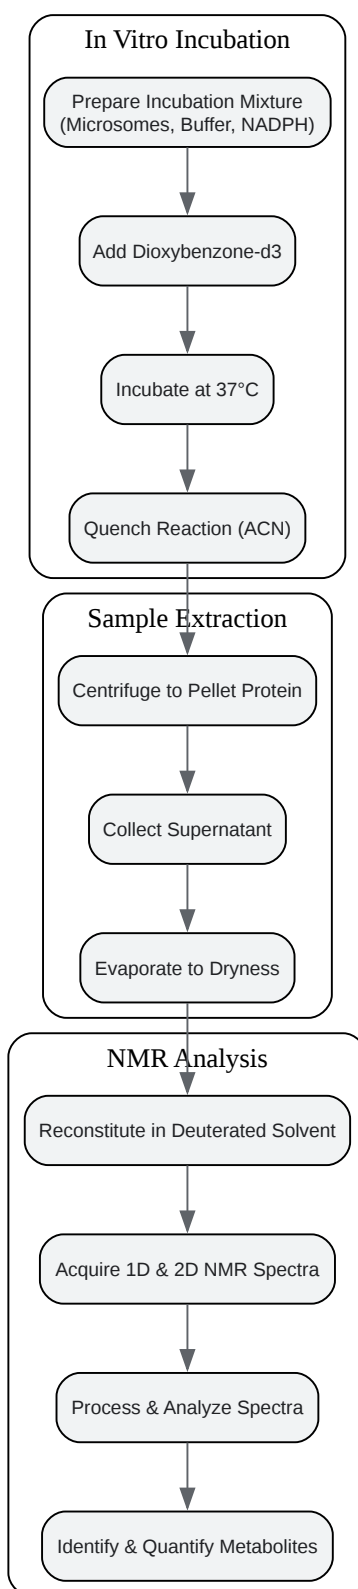 In Vitro Incubation
Prepare Incubation Mixture
(Microsomes, Buffer, NADPH)
Add Dioxybenzone-d3
Incubate at 37°C
Quench Reaction (ACN)
Sample Extraction
Centrifuge to Pellet Protein
Collect Supernatant
Evaporate to Dryness
NMR Analysis
Reconstitute in Deuterated Solvent
Acquire 1D & 2D NMR Spectra
Process & Analyze Spectra
Identify & Quantify Metabolites